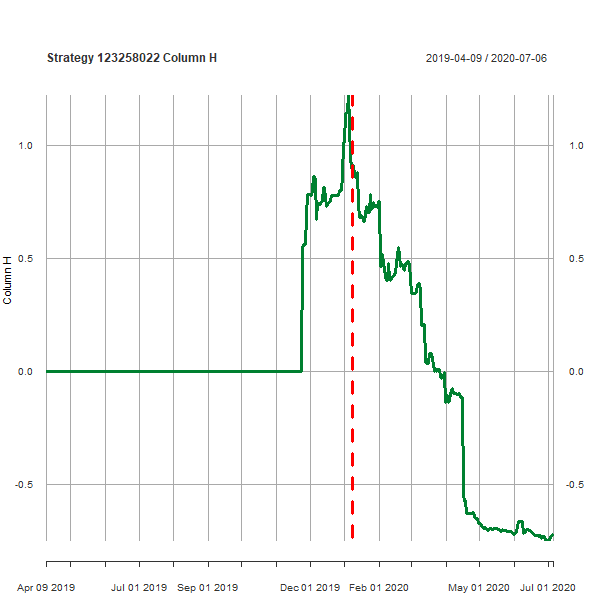 Strategy 123258022 Column H
2019-04-09 / 2020-07-06
1.0 1.0
0.5 0.5
Column H
0.0 0.0
-0.5 -0.5
Apr 09 2019 Jul 01 2019 Sep 01 2019 Dec 01 2019 Feb 01 2020 May 01 2020 Jul 01 2020